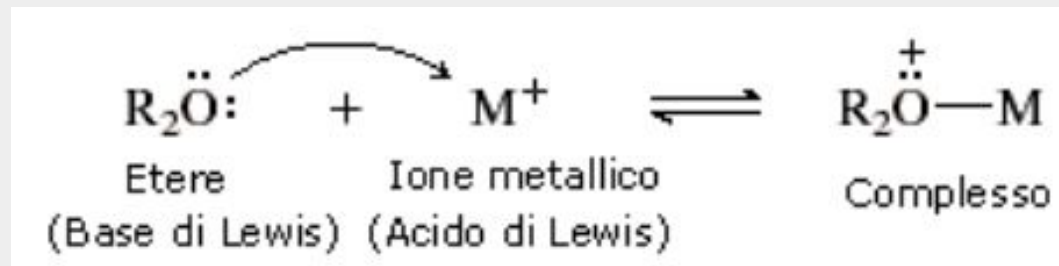 R₂Ö: + M⁺ ⇌ R₂Ö⁺—M
Etere Ione metallico Complesso
(Base di Lewis) (Acido di Lewis)